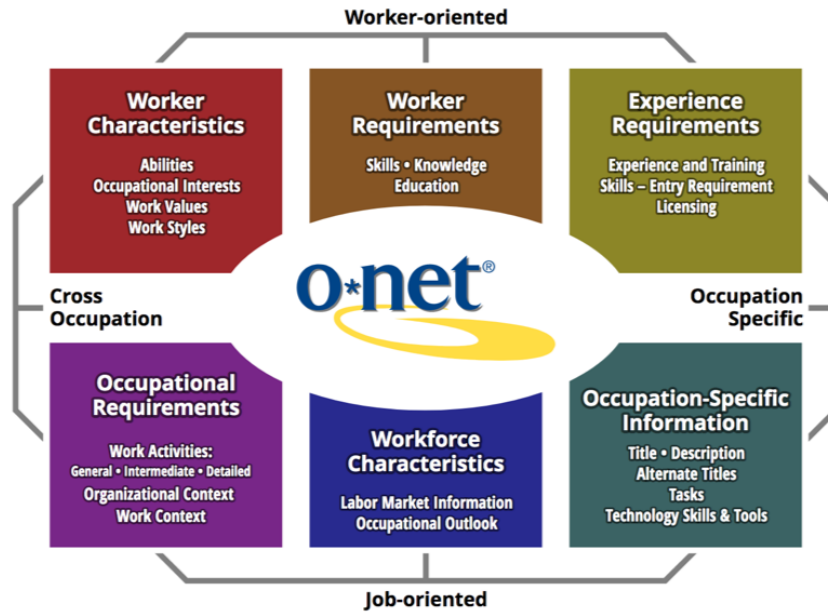 Worker-oriented
Worker
Characteristics
Abilities
Occupational Interests
Work Values
Work Styles
Worker
Requirements
Skills • Knowledge
Education
Experience
Requirements
Experience and Training
Skills – Entry Requirement
Licensing
Cross
Occupation
o*net®
Occupation
Specific
Occupational
Requirements
Work Activities:
General • Intermediate • Detailed
Organizational Context
Work Context
Workforce
Characteristics
Labor Market Information
Occupational Outlook
Occupation-Specific
Information
Title • Description
Alternate Titles
Tasks
Technology Skills & Tools
Job-oriented